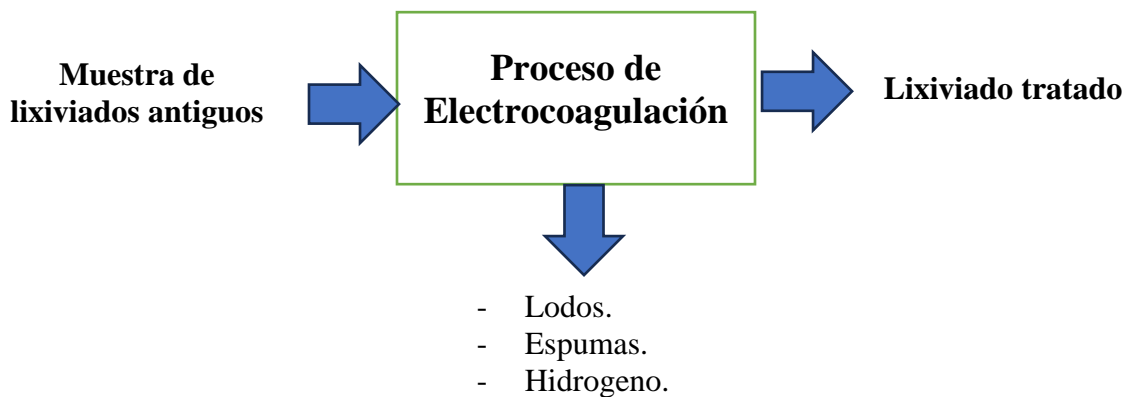 Muestra de
lixiviados antiguos
Proceso de
Electrocoagulación
Lixiviado tratado
- Lodos.
- Espumas.
- Hidrogeno.